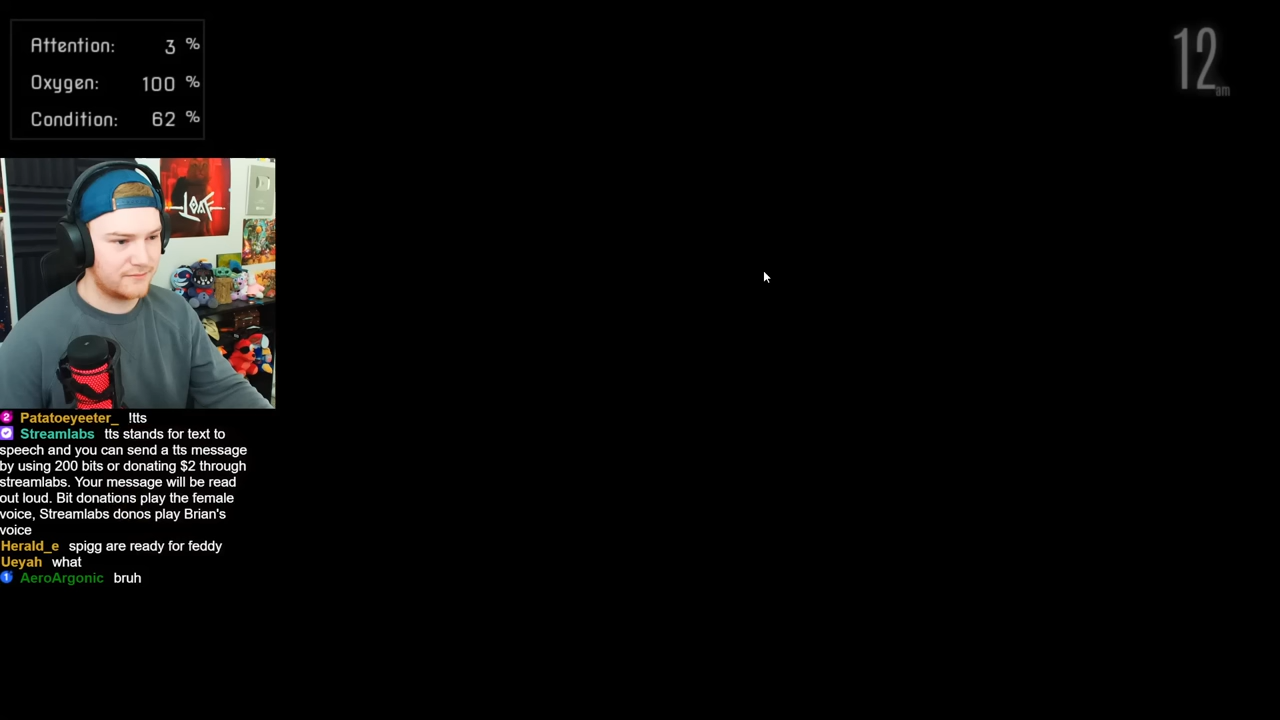 Attention: 3 %
Oxygen: 100 %
Condition: 62 %
12 am
LOAF
2 Patatoeyeeter_ !tts
Streamlabs tts stands for text to
speech and you can send a tts message
by using 200 bits or donating $2 through
streamlabs. Your message will be read
out loud. Bit donations play the female
voice, Streamlabs donos play Brian's
voice
Herald_e spigg are ready for feddy
Ueyah what
1 AeroArgonic bruh